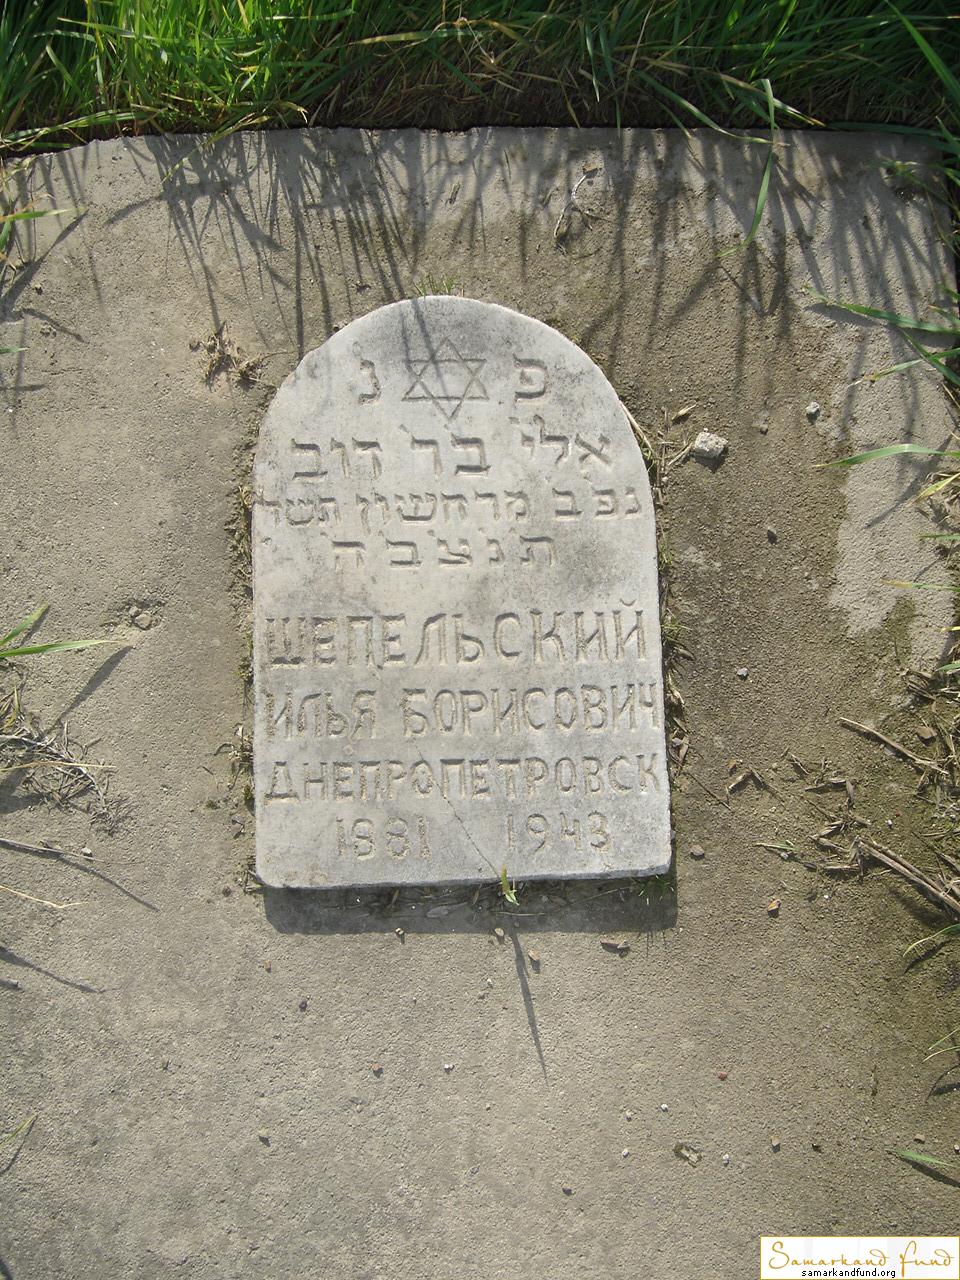 פ נ
אלי' בר דוב
נפ ב מרחשון תשד
ת נ צ ב ה
ШЕПЕЛЬСКИЙ
ИЛЬЯ БОРИСОВИЧ
ДНЕПРОПЕТРОВСК
1881 1943
Samarkand fund
samarkandfund.org